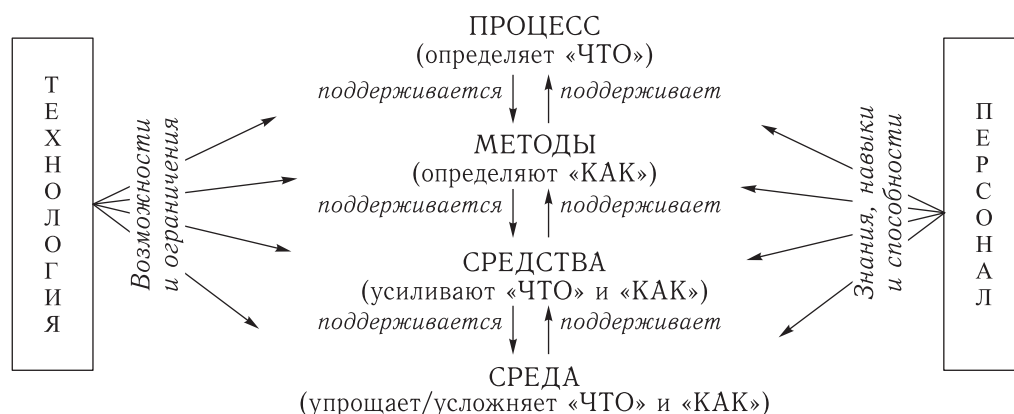 ПРОЦЕСС
(определяет «ЧТО»)
поддерживается поддерживает
МЕТОДЫ
(определяют «КАК»)
поддерживается поддерживает
СРЕДСТВА
(усиливают «ЧТО» и «КАК»)
поддерживается поддерживает
СРЕДА
(упрощает/усложняет «ЧТО» и «КАК»)
ТЕХНОЛОГИЯ
Возможности
и ограничения
Знания, навыки
и способности
ПЕРСОНАЛ